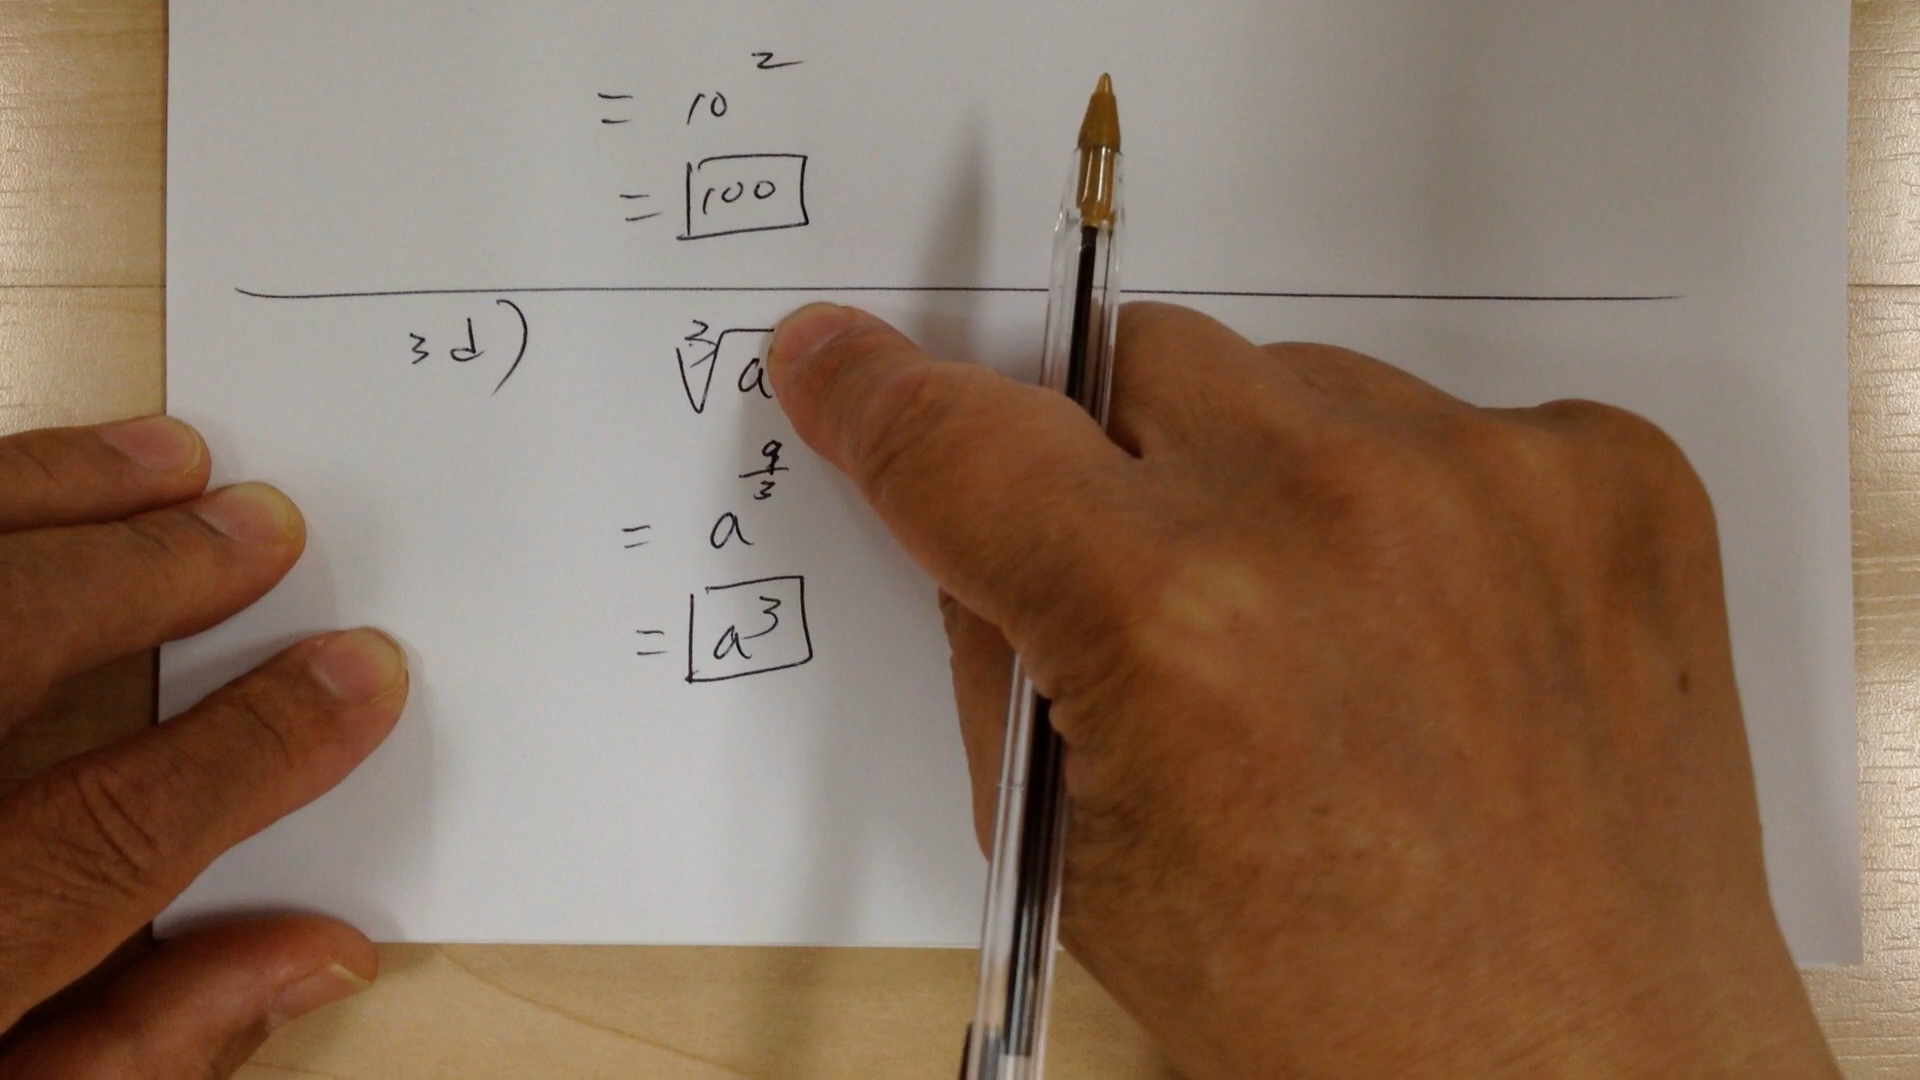 = 10²
= 100
3d) ∛a
= a^(9/3)
= a³